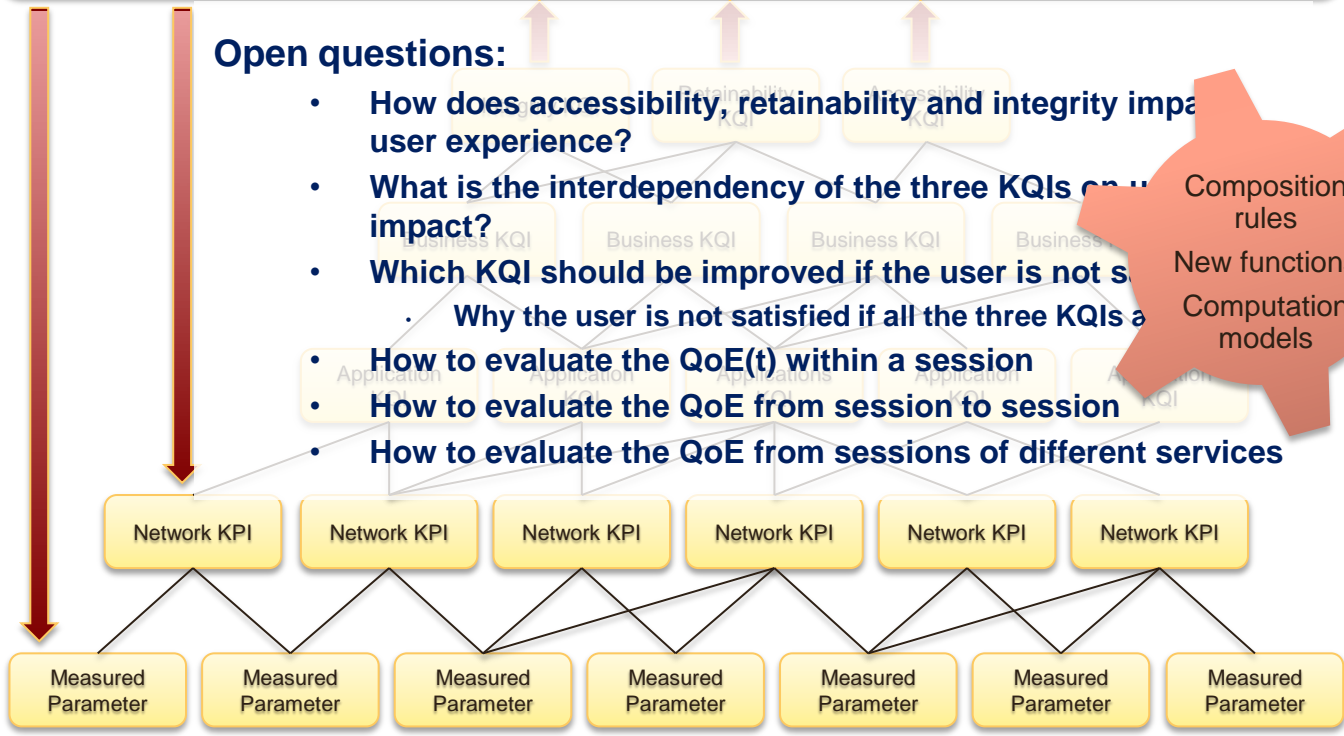 Open questions:
Retainability
Accessibility
KQI
KQI
• How does accessibility, retainability and integrity impa
user experience?
• What is the interdependency of the three KQIs on u
impact?
Business KQI
Business KQI
Business KQI
Business
• Which KQI should be improved if the user is not s
• Why the user is not satisfied if all the three KQIs a
• How to evaluate the QoE(t) within a session
Application
KQI
Application
KQI
Applications
KQI
Application
KQI
Application
KQI
• How to evaluate the QoE from session to session
• How to evaluate the QoE from sessions of different services
Composition
rules
New function
Computation
models
Network KPI
Network KPI
Network KPI
Network KPI
Network KPI
Network KPI
Measured
Parameter
Measured
Parameter
Measured
Parameter
Measured
Parameter
Measured
Parameter
Measured
Parameter
Measured
Parameter